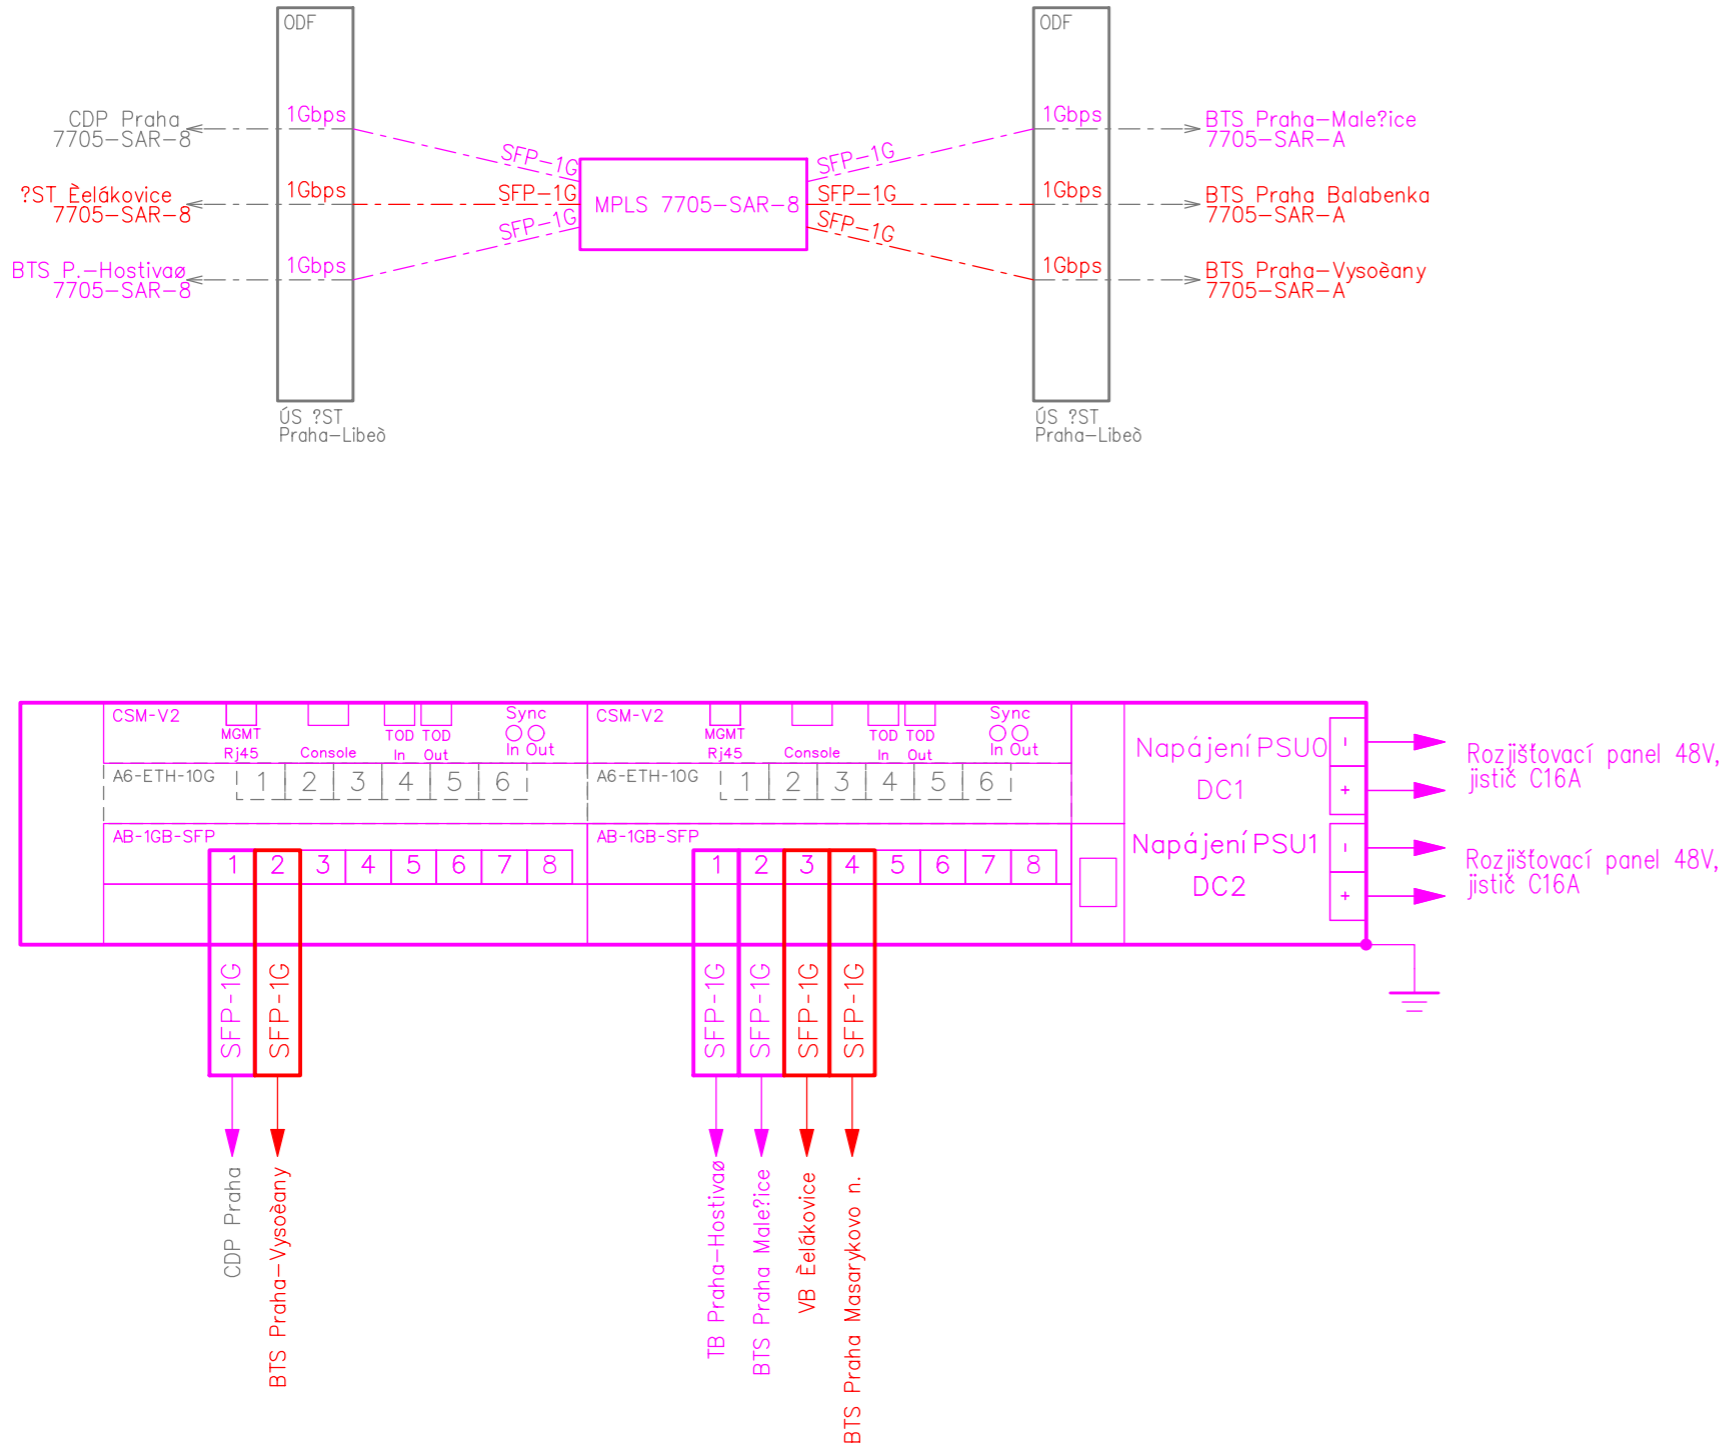 ODF
ODF
1Gbps
1Gbps
CDP Praha
7705-SAR-8
BTS Praha-Male?ice
7705-SAR-A
SFP-1G
SFP-1G
?ST Èelákovice
7705-SAR-8
1Gbps
SFP-1G
MPLS 7705-SAR-8
SFP-1G
1Gbps
BTS Praha Balabenka
7705-SAR-A
SFP-1G
SFP-1G
BTS P.-Hostivaø
7705-SAR-8
1Gbps
1Gbps
BTS Praha-Vysoèany
7705-SAR-A
ÚS ?ST
Praha-Libeò
ÚS ?ST
Praha-Libeò
CSM-V2
MGMT
Rj45
Console
TOD
In
TOD
Out
Sync
In Out
CSM-V2
MGMT
Rj45
Console
TOD
In
TOD
Out
Sync
In Out
A6-ETH-10G
1 2 3 4 5 6
A6-ETH-10G
1 2 3 4 5 6
AB-1GB-SFP
1 2 3 4 5 6 7 8
AB-1GB-SFP
1 2 3 4 5 6 7 8
Napájení PSU0
DC1
-
+
Rozjišťovací panel 48V,
jistič C16A
Napájení PSU1
DC2
-
+
Rozjišťovací panel 48V,
jistič C16A
SFP-1G
SFP-1G
SFP-1G
SFP-1G
SFP-1G
SFP-1G
CDP Praha
BTS Praha-Vysoèany
TB Praha-Hostivaø
BTS Praha Male?ice
VB Èelákovice
BTS Praha Masarykovo n.